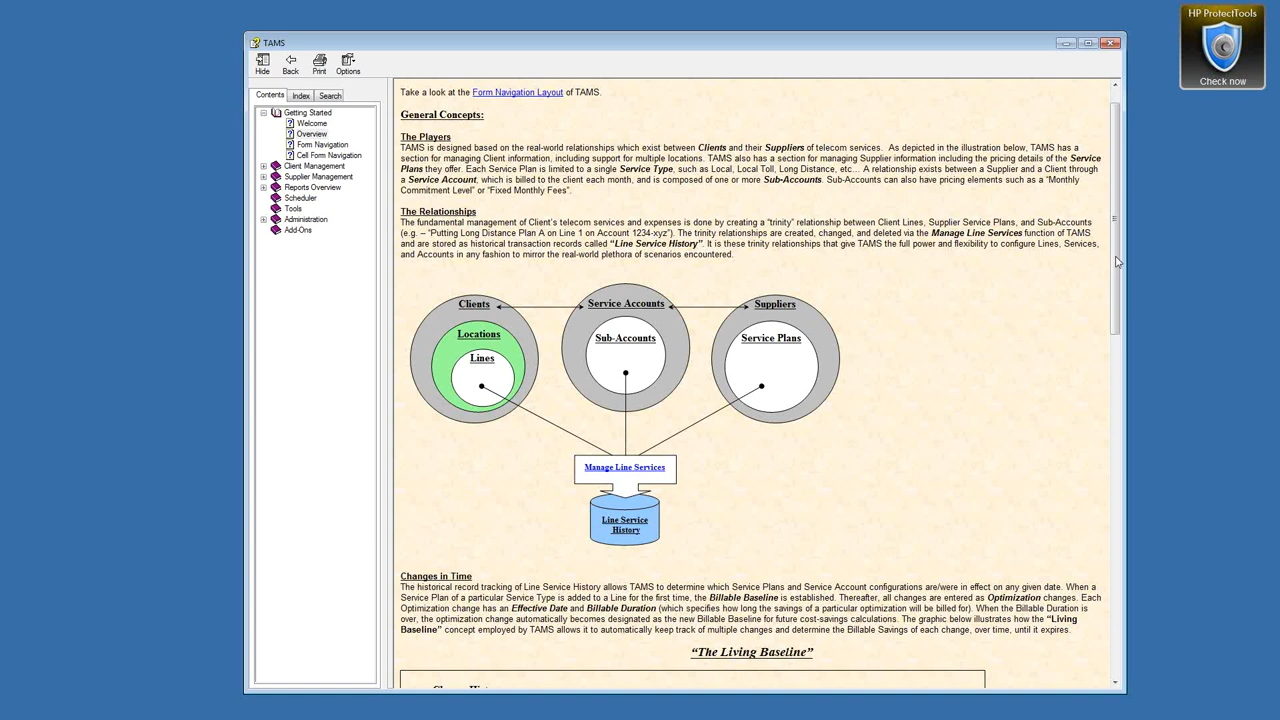 HP ProtectTools
Check now
TAMS
Hide Back Print Options
Contents Index Search
Getting Started
Welcome
Overview
Form Navigation
Cell Form Navigation
Client Management
Supplier Management
Reports Overview
Scheduler
Tools
Administration
Add-Ons
Take a look at the Form Navigation Layout of TAMS.
General Concepts:
The Players
TAMS is designed based on the real-world relationships which exist between Clients and their Suppliers of telecom services. As depicted in the illustration below, TAMS has a
section for managing Client information, including support for multiple locations. TAMS also has a section for managing Supplier information including the pricing details of the Service
Plans they offer. Each Service Plan is limited to a single Service Type, such as Local, Local Toll, Long Distance, etc... A relationship exists between a Supplier and a Client through
a Service Account, which is billed to the client each month, and is composed of one or more Sub-Accounts. Sub-Accounts can also have pricing elements such as a “Monthly
Commitment Level” or “Fixed Monthly Fees”.
The Relationships
The fundamental management of Client’s telecom services and expenses is done by creating a “trinity” relationship between Client Lines, Supplier Service Plans, and Sub-Accounts
(e.g. – “Putting Long Distance Plan A on Line 1 on Account 1234-xyz”). The trinity relationships are created, changed, and deleted via the Manage Line Services function of TAMS
and are stored as historical transaction records called “Line Service History”. It is these trinity relationships that give TAMS the full power and flexibility to configure Lines, Services,
and Accounts in any fashion to mirror the real-world plethora of scenarios encountered.
Clients Service Accounts Suppliers
Locations Sub-Accounts Service Plans
Lines
Manage Line Services
Line Service
History
Changes in Time
The historical record tracking of Line Service History allows TAMS to determine which Service Plans and Service Account configurations are/were in effect on any given date. When a
Service Plan of a particular Service Type is added to a Line for the first time, the Billable Baseline is established. Thereafter, all changes are entered as Optimization changes. Each
Optimization change has an Effective Date and Billable Duration (which specifies how long the savings of a particular optimization will be billed for). When the Billable Duration is
over, the optimization change automatically becomes designated as the new Billable Baseline for future cost-savings calculations. The graphic below illustrates how the “Living
Baseline” concept employed by TAMS allows it to automatically keep track of multiple changes and determine the Billable Savings of each change, over time, until it expires.
“The Living Baseline”